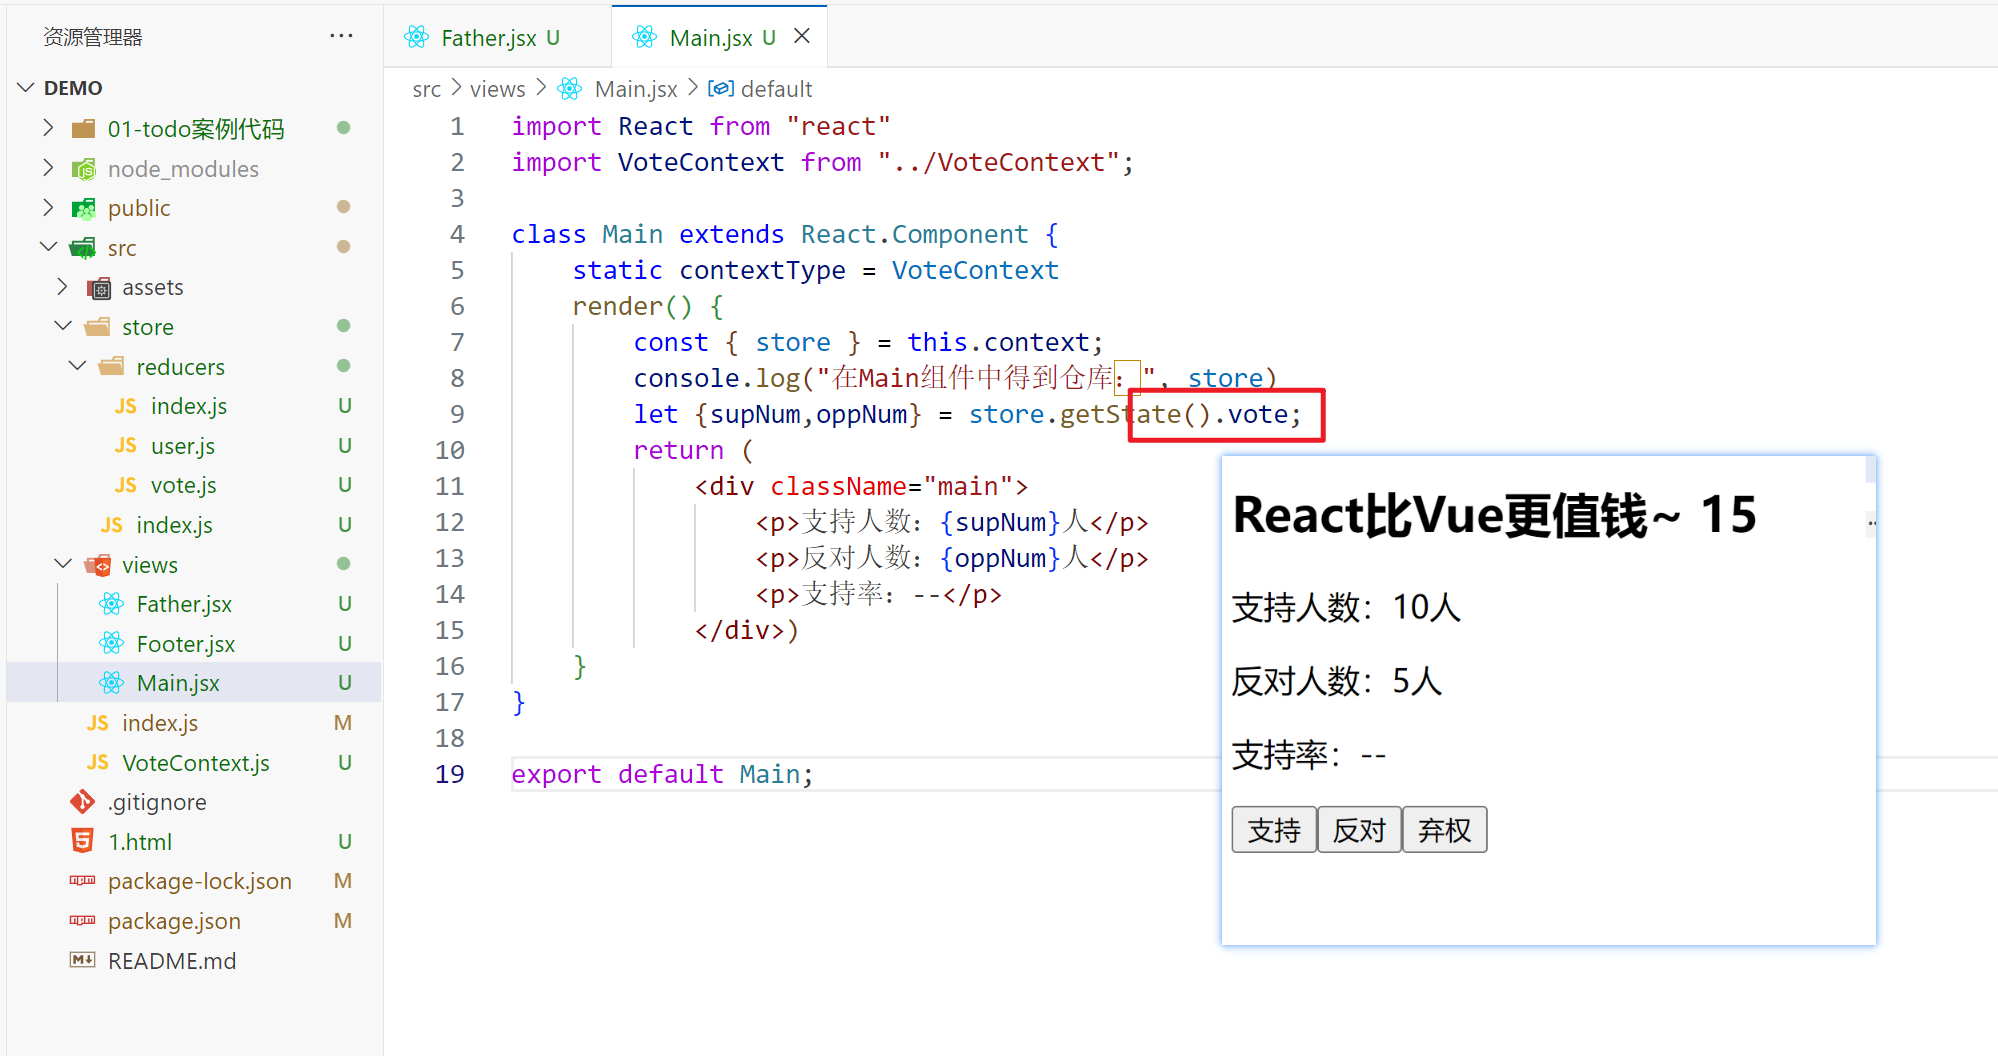 资源管理器
···
DEMO
01-todo案例代码
node_modules
public
src
assets
store
reducers
JS index.js U
JS user.js U
JS vote.js U
JS index.js U
views
Father.jsx U
Footer.jsx U
Main.jsx U
JS index.js M
JS VoteContext.js U
.gitignore
1.html U
package-lock.json M
package.json M
README.md
Father.jsx U
Main.jsx U
src > views > Main.jsx > default
1 import React from "react"
2 import VoteContext from "../VoteContext";
3
4 class Main extends React.Component {
5 static contextType = VoteContext
6 render() {
7 const { store } = this.context;
8 console.log("在Main组件中得到仓库：", store)
9 let {supNum,oppNum} = store.getState().vote;
10 return (
11 <div className="main">
12 <p>支持人数：{supNum}人</p>
13 <p>反对人数：{oppNum}人</p>
14 <p>支持率：--</p>
15 </div>)
16 }
17 }
18
19 export default Main;
React比Vue更值钱~ 15
支持人数：10人
反对人数：5人
支持率：--
支持 反对 弃权